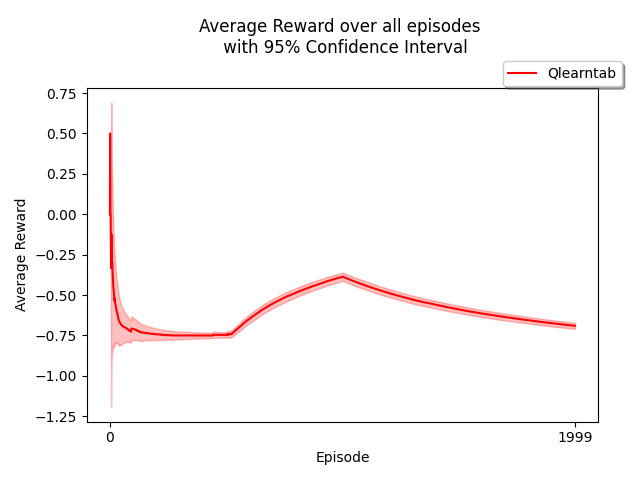 Average Reward over all episodes
with 95% Confidence Interval
Qlearntab
0.75
0.50
0.25
0.00
−0.25
−0.50
−0.75
−1.00
−1.25
Average Reward
0
1999
Episode